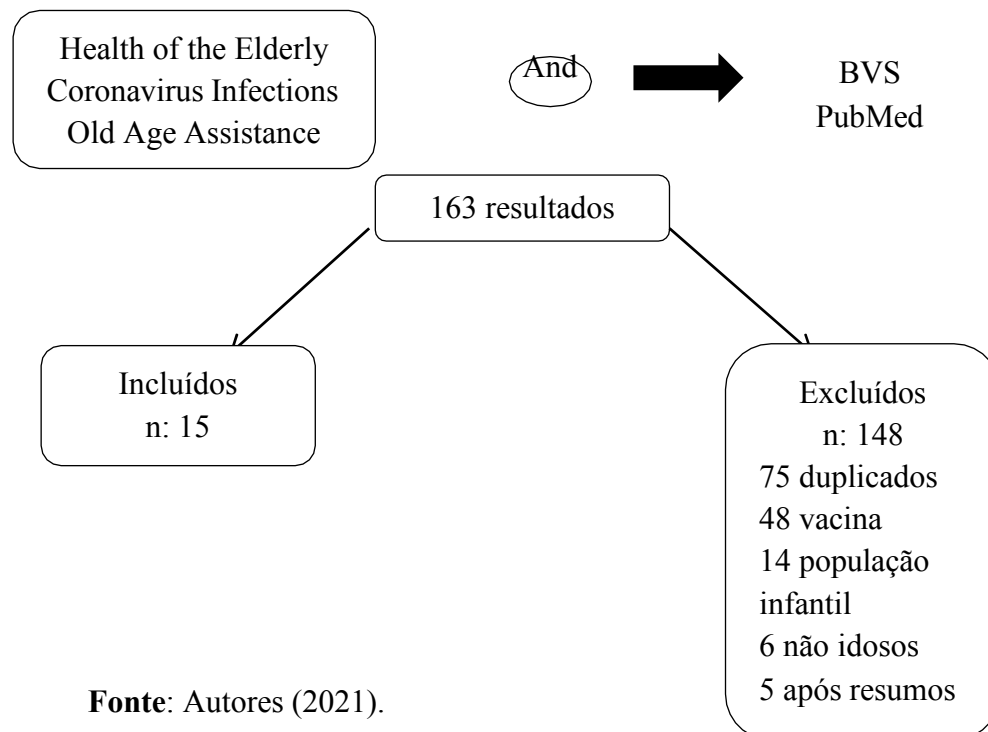 Health of the Elderly
Coronavirus Infections
Old Age Assistance
And
BVS
PubMed
163 resultados
Incluídos
n: 15
Excluídos
n: 148
75 duplicados
48 vacina
14 população
infantil
6 não idosos
5 após resumos
Fonte: Autores (2021).